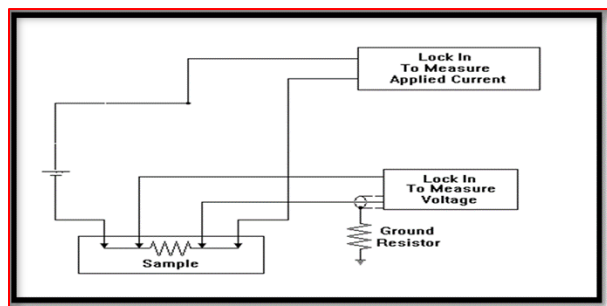 Lock In
To Measure
Applied Current
Lock In
To Measure
Voltage
Ground
Resistor
Sample